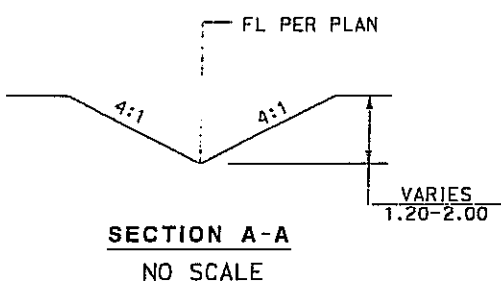 FL PER PLAN
4:1
4:1
VARIES
1.20-2.00
SECTION A-A
NO SCALE